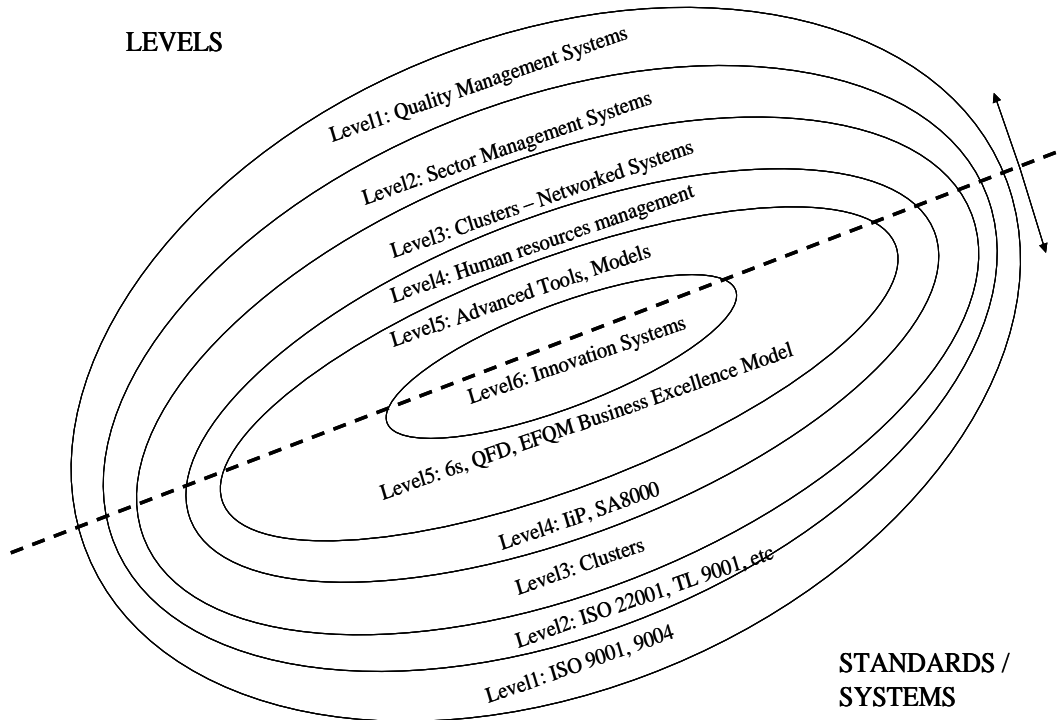 LEVELS
Level1: Quality Management Systems
Level2: Sector Management Systems
Level3: Clusters – Networked Systems
Level4: Human resources management
Level5: Advanced Tools, Models
Level6: Innovation Systems
Level5: 6s, QFD, EFQM Business Excellence Model
Level4: IiP, SA8000
Level3: Clusters
Level2: ISO 22001, TL 9001, etc
Level1: ISO 9001, 9004
STANDARDS /
SYSTEMS